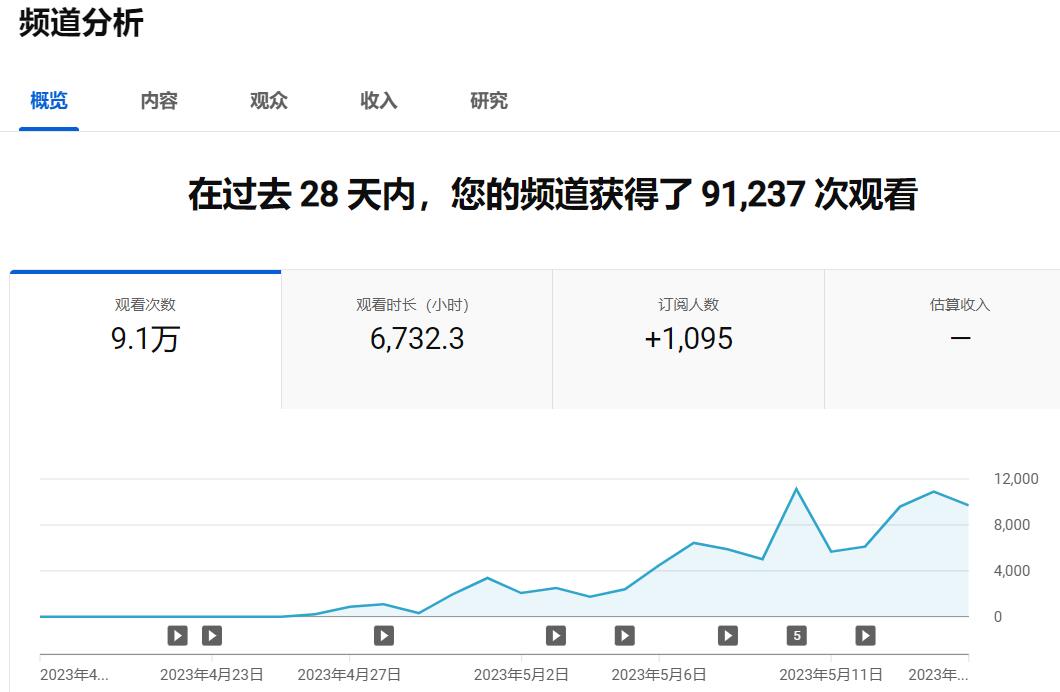 频道分析
概览 内容 观众 收入 研究
在过去 28 天内，您的频道获得了 91,237 次观看
观看次数 观看时长（小时） 订阅人数 估算收入
9.1万 6,732.3 +1,095 —
12,000
8,000
4,000
0
5
2023年4... 2023年4月23日 2023年4月27日 2023年5月2日 2023年5月6日 2023年5月11日 2023年...